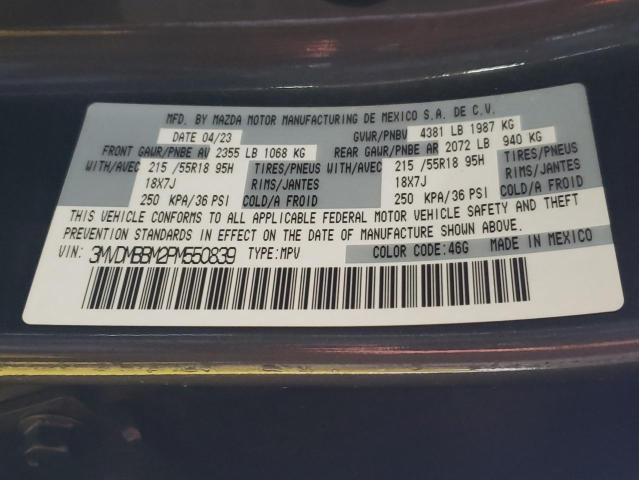 MFD. BY MAZDA MOTOR MANUFACTURING DE MEXICO S.A. DE C.V.
DATE 04/23 GVWR/PNBV 4381 LB 1987 KG
FRONT GAWR/PNBE AV 2355 LB 1068 KG REAR GAWR/PNBE AR 2072 LB 940 KG
WITH/AVEC 215 /55R18 95H TIRES/PNEUS WITH/AVEC 215 /55R18 95H TIRES/PNEUS
18X7J RIMS/JANTES 18X7J RIMS/JANTES
250 KPA/36 PSI COLD/A FROID 250 KPA/36 PSI COLD/A FROID
THIS VEHICLE CONFORMS TO ALL APPLICABLE FEDERAL MOTOR VEHICLE SAFETY AND THEFT
PREVENTION STANDARDS IN EFFECT ON THE DATE OF MANUFACTURE SHOWN ABOVE.
VIN: 3MVDMBBM2PM550839 TYPE:MPV COLOR CODE:46G MADE IN MEXICO